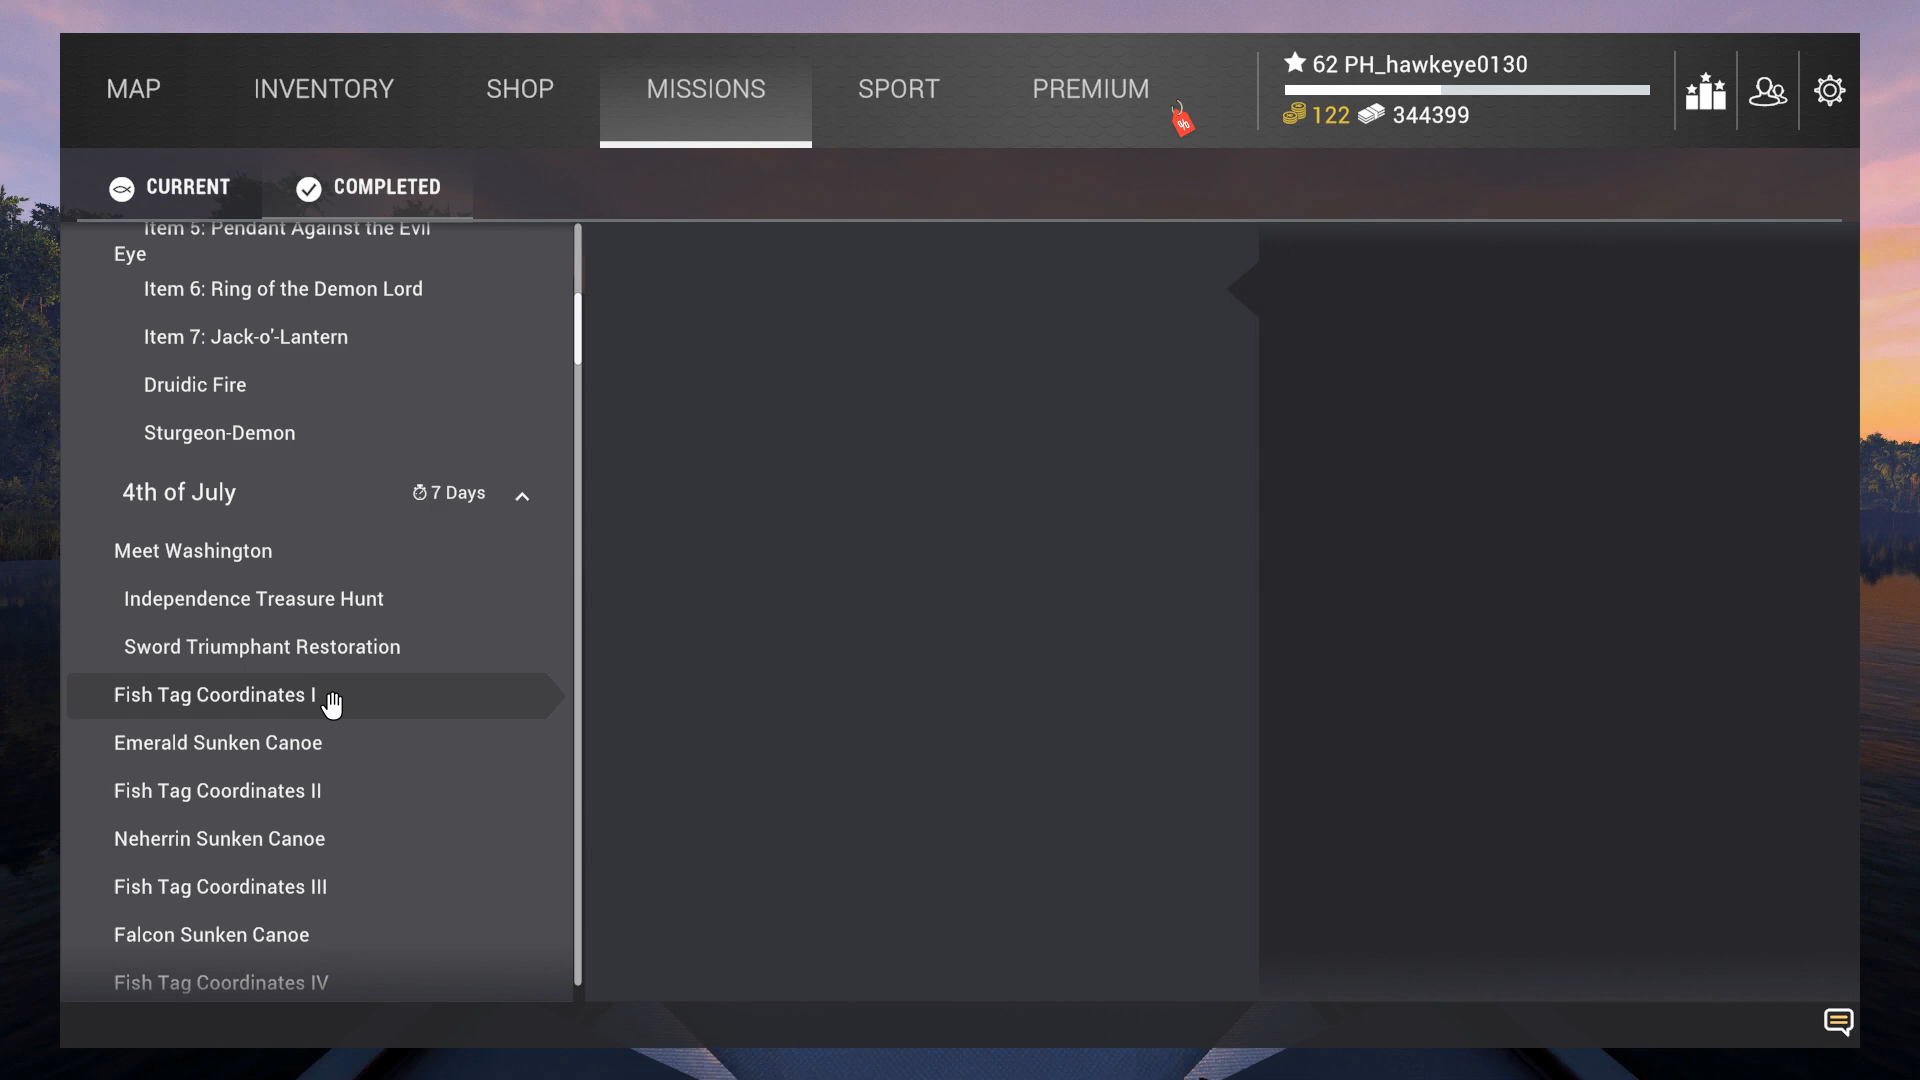 MAP
INVENTORY
SHOP
MISSIONS
SPORT
PREMIUM
%
62 PH_hawkeye0130
122
344399
CURRENT
COMPLETED
Item 5: Pendant Against the Evil
Eye
Item 6: Ring of the Demon Lord
Item 7: Jack-o'-Lantern
Druidic Fire
Sturgeon-Demon
4th of July
7 Days
Meet Washington
Independence Treasure Hunt
Sword Triumphant Restoration
Fish Tag Coordinates I
Emerald Sunken Canoe
Fish Tag Coordinates II
Neherrin Sunken Canoe
Fish Tag Coordinates III
Falcon Sunken Canoe
Fish Tag Coordinates IV